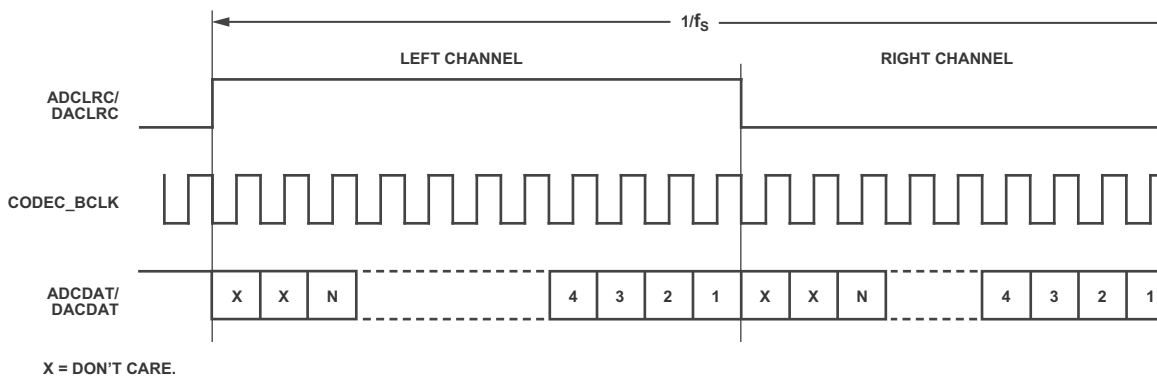 1/fS
LEFT CHANNEL RIGHT CHANNEL
ADCLRC/
DACLRC
CODEC_BCLK
ADCDAT/
DACDAT
X X N 4 3 2 1 X X N 4 3 2 1
X = DON'T CARE.